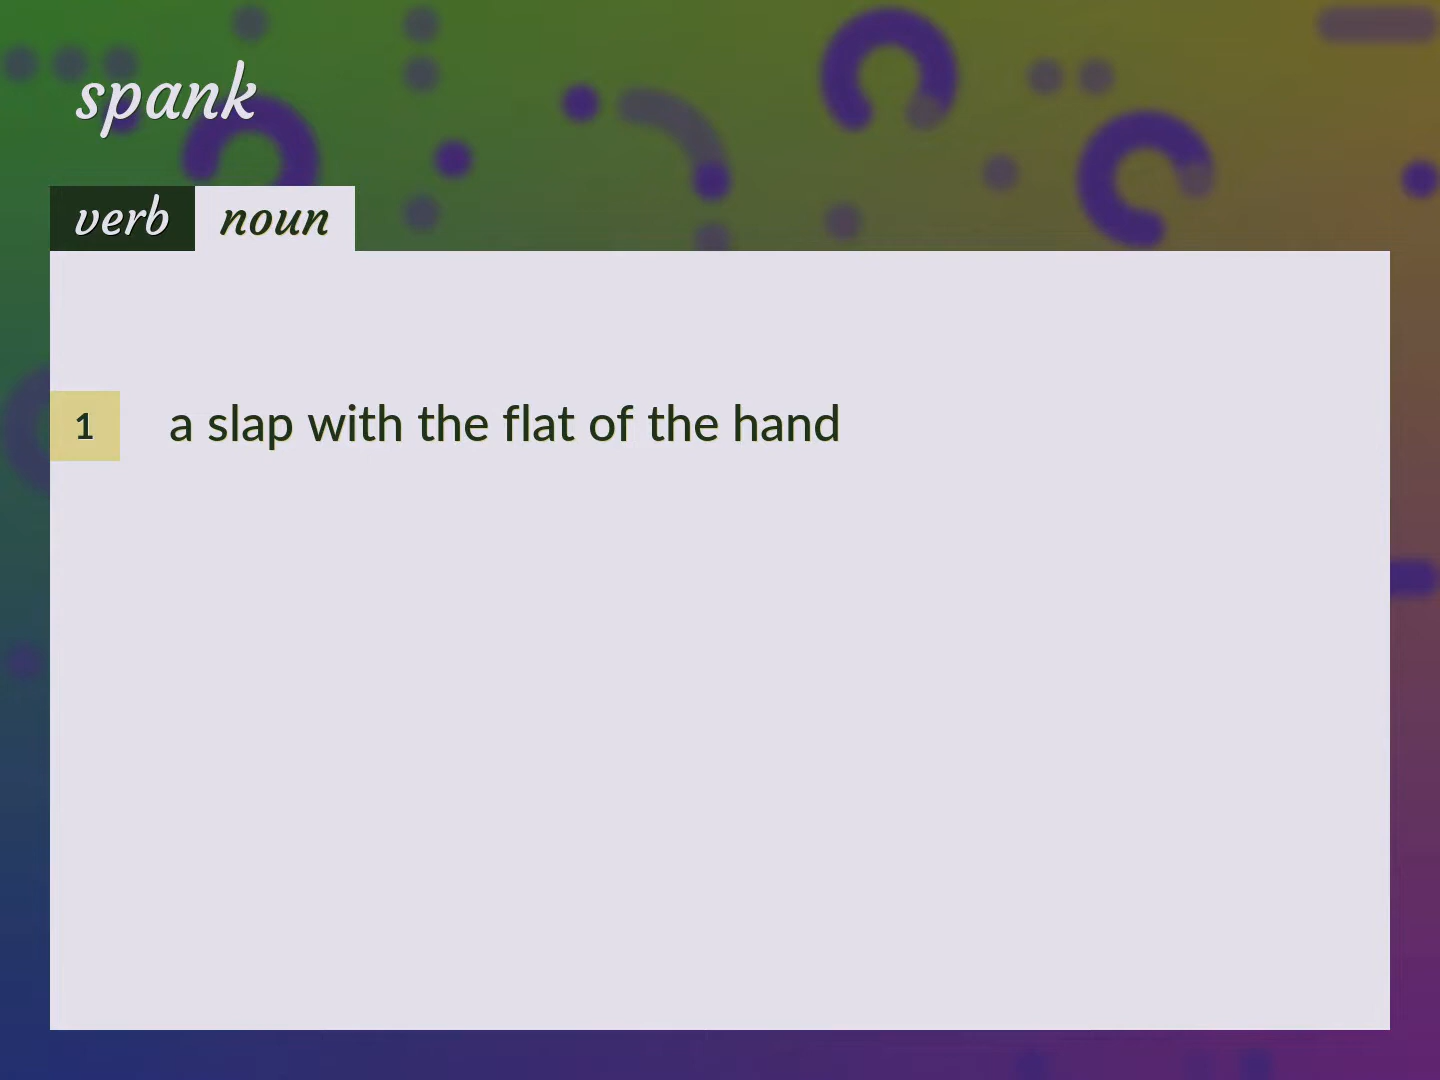 spank
verb noun
1 a slap with the flat of the hand